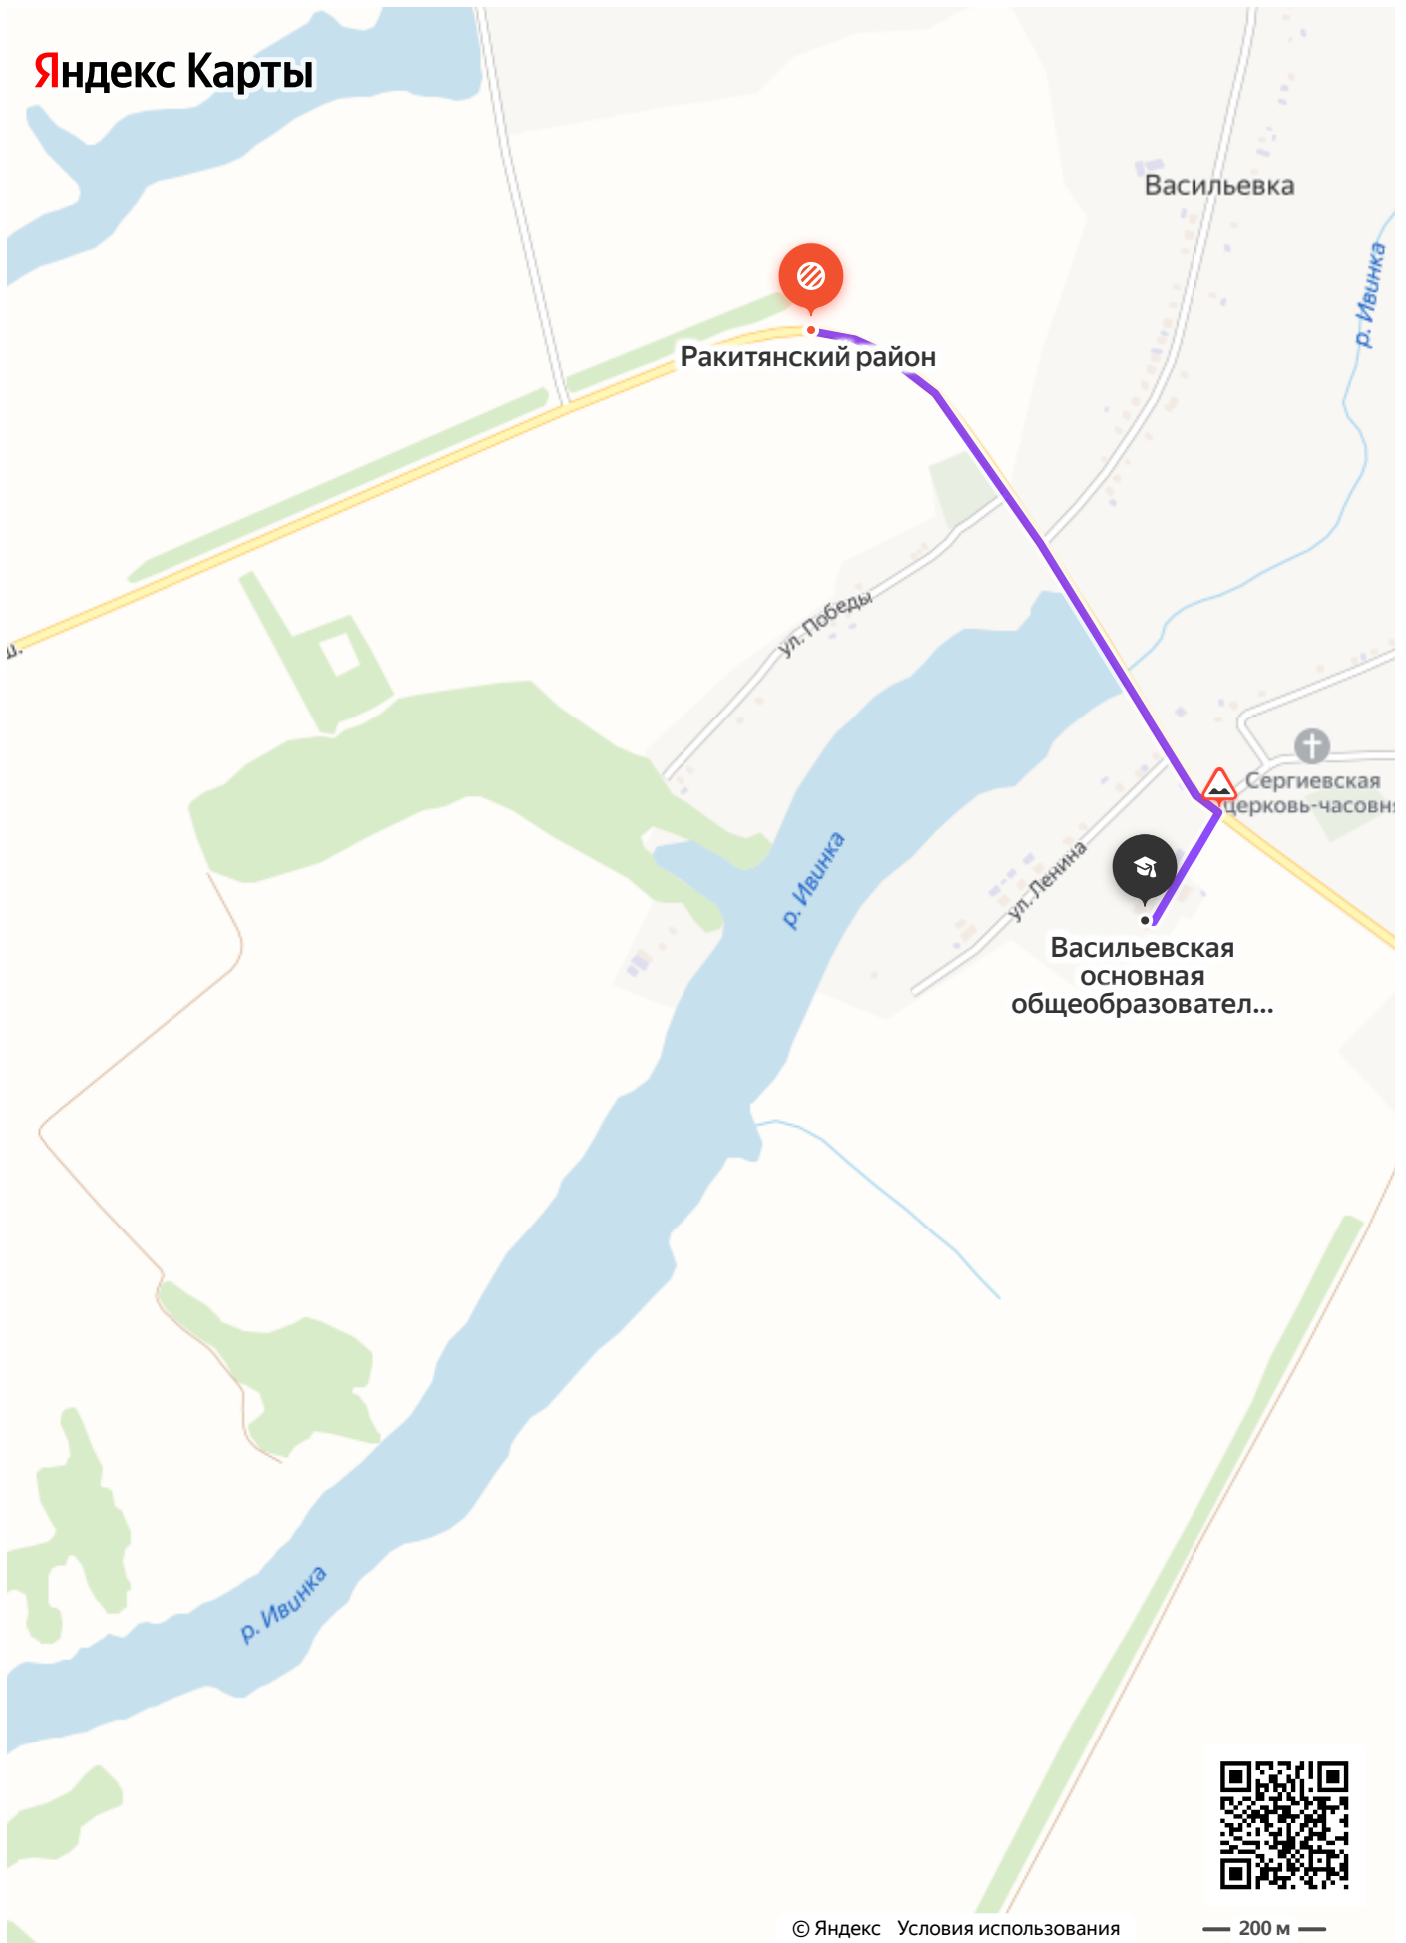 Яндекс Карты
Васильевка
р. Ивинка
Ракитянский район
ул. Победы
ш.
Сергиевская
церковь-часовня
р. Ивинка
ул. Ленина
Васильевская
основная
общеобразовател...
р. Ивинка
© Яндекс Условия использования
200 м